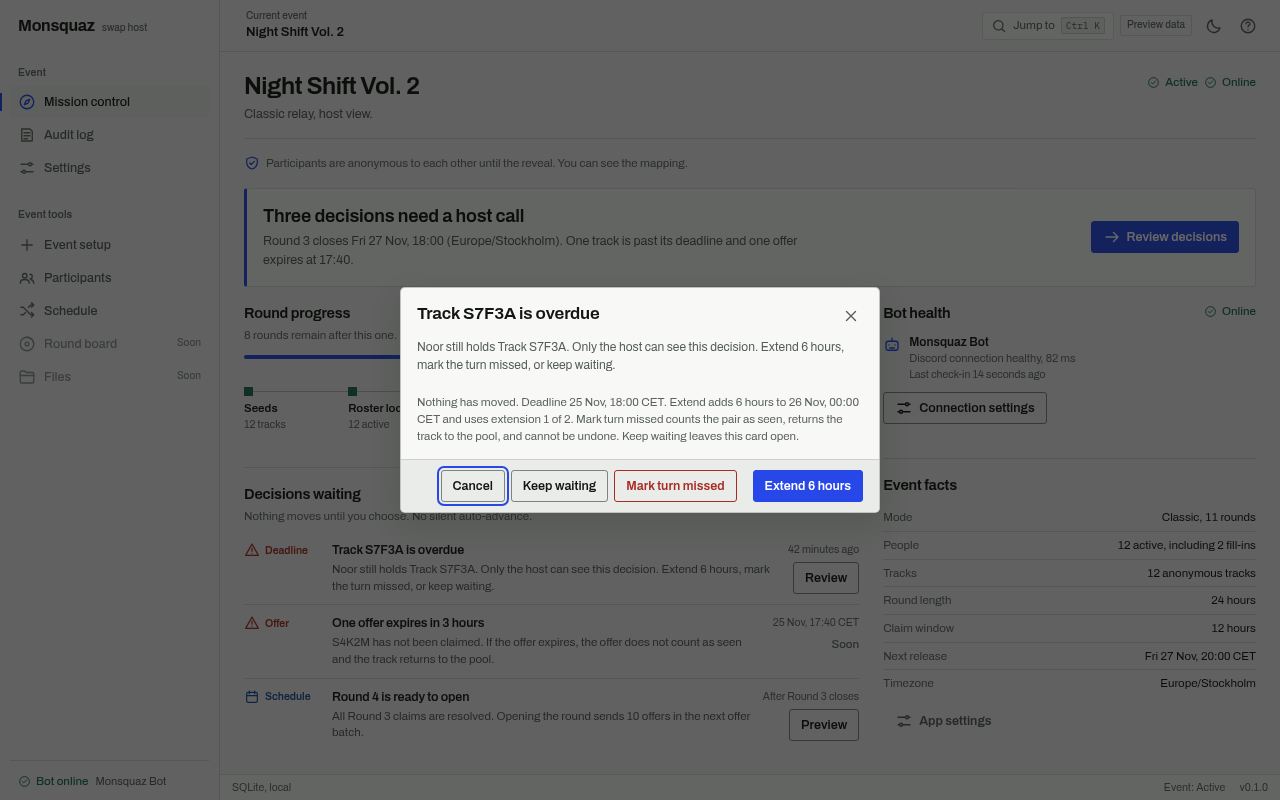 Monsquaz swap host
Current event
Night Shift Vol. 2
Jump to Ctrl K
Preview data
Event
Mission control
Audit log
Settings
Event tools
Event setup
Participants
Schedule
Round board Soon
Files Soon
Bot online Monsquaz Bot
Night Shift Vol. 2
Active Online
Classic relay, host view.
Participants are anonymous to each other until the reveal. You can see the mapping.
Three decisions need a host call
Round 3 closes Fri 27 Nov, 18:00 (Europe/Stockholm). One track is past its deadline and one offer
expires at 17:40.
Review decisions
Round progress
8 rounds remain after this one.
Seeds
12 tracks
Roster loc
12 active
Track S7F3A is overdue
Noor still holds Track S7F3A. Only the host can see this decision. Extend 6 hours,
mark the turn missed, or keep waiting.
Nothing has moved. Deadline 25 Nov, 18:00 CET. Extend adds 6 hours to 26 Nov, 00:00
CET and uses extension 1 of 2. Mark turn missed counts the pair as seen, returns the
track to the pool, and cannot be undone. Keep waiting leaves this card open.
Cancel
Keep waiting
Mark turn missed
Extend 6 hours
Decisions waiting
Nothing moves until you choose. No silent auto-advance.
Deadline
Track S7F3A is overdue
42 minutes ago
Noor still holds Track S7F3A. Only the host can see this decision. Extend 6 hours, mark
the turn missed, or keep waiting.
Review
Offer
One offer expires in 3 hours
25 Nov, 17:40 CET
S4K2M has not been claimed. If the offer expires, the offer does not count as seen
and the track returns to the pool.
Soon
Schedule
Round 4 is ready to open
After Round 3 closes
All Round 3 claims are resolved. Opening the round sends 10 offers in the next offer
batch.
Preview
Bot health
Online
Monsquaz Bot
Discord connection healthy, 82 ms
Last check-in 14 seconds ago
Connection settings
Event facts
Mode Classic, 11 rounds
People 12 active, including 2 fill-ins
Tracks 12 anonymous tracks
Round length 24 hours
Claim window 12 hours
Next release Fri 27 Nov, 20:00 CET
Timezone Europe/Stockholm
App settings
SQLite, local
Event: Active v0.1.0